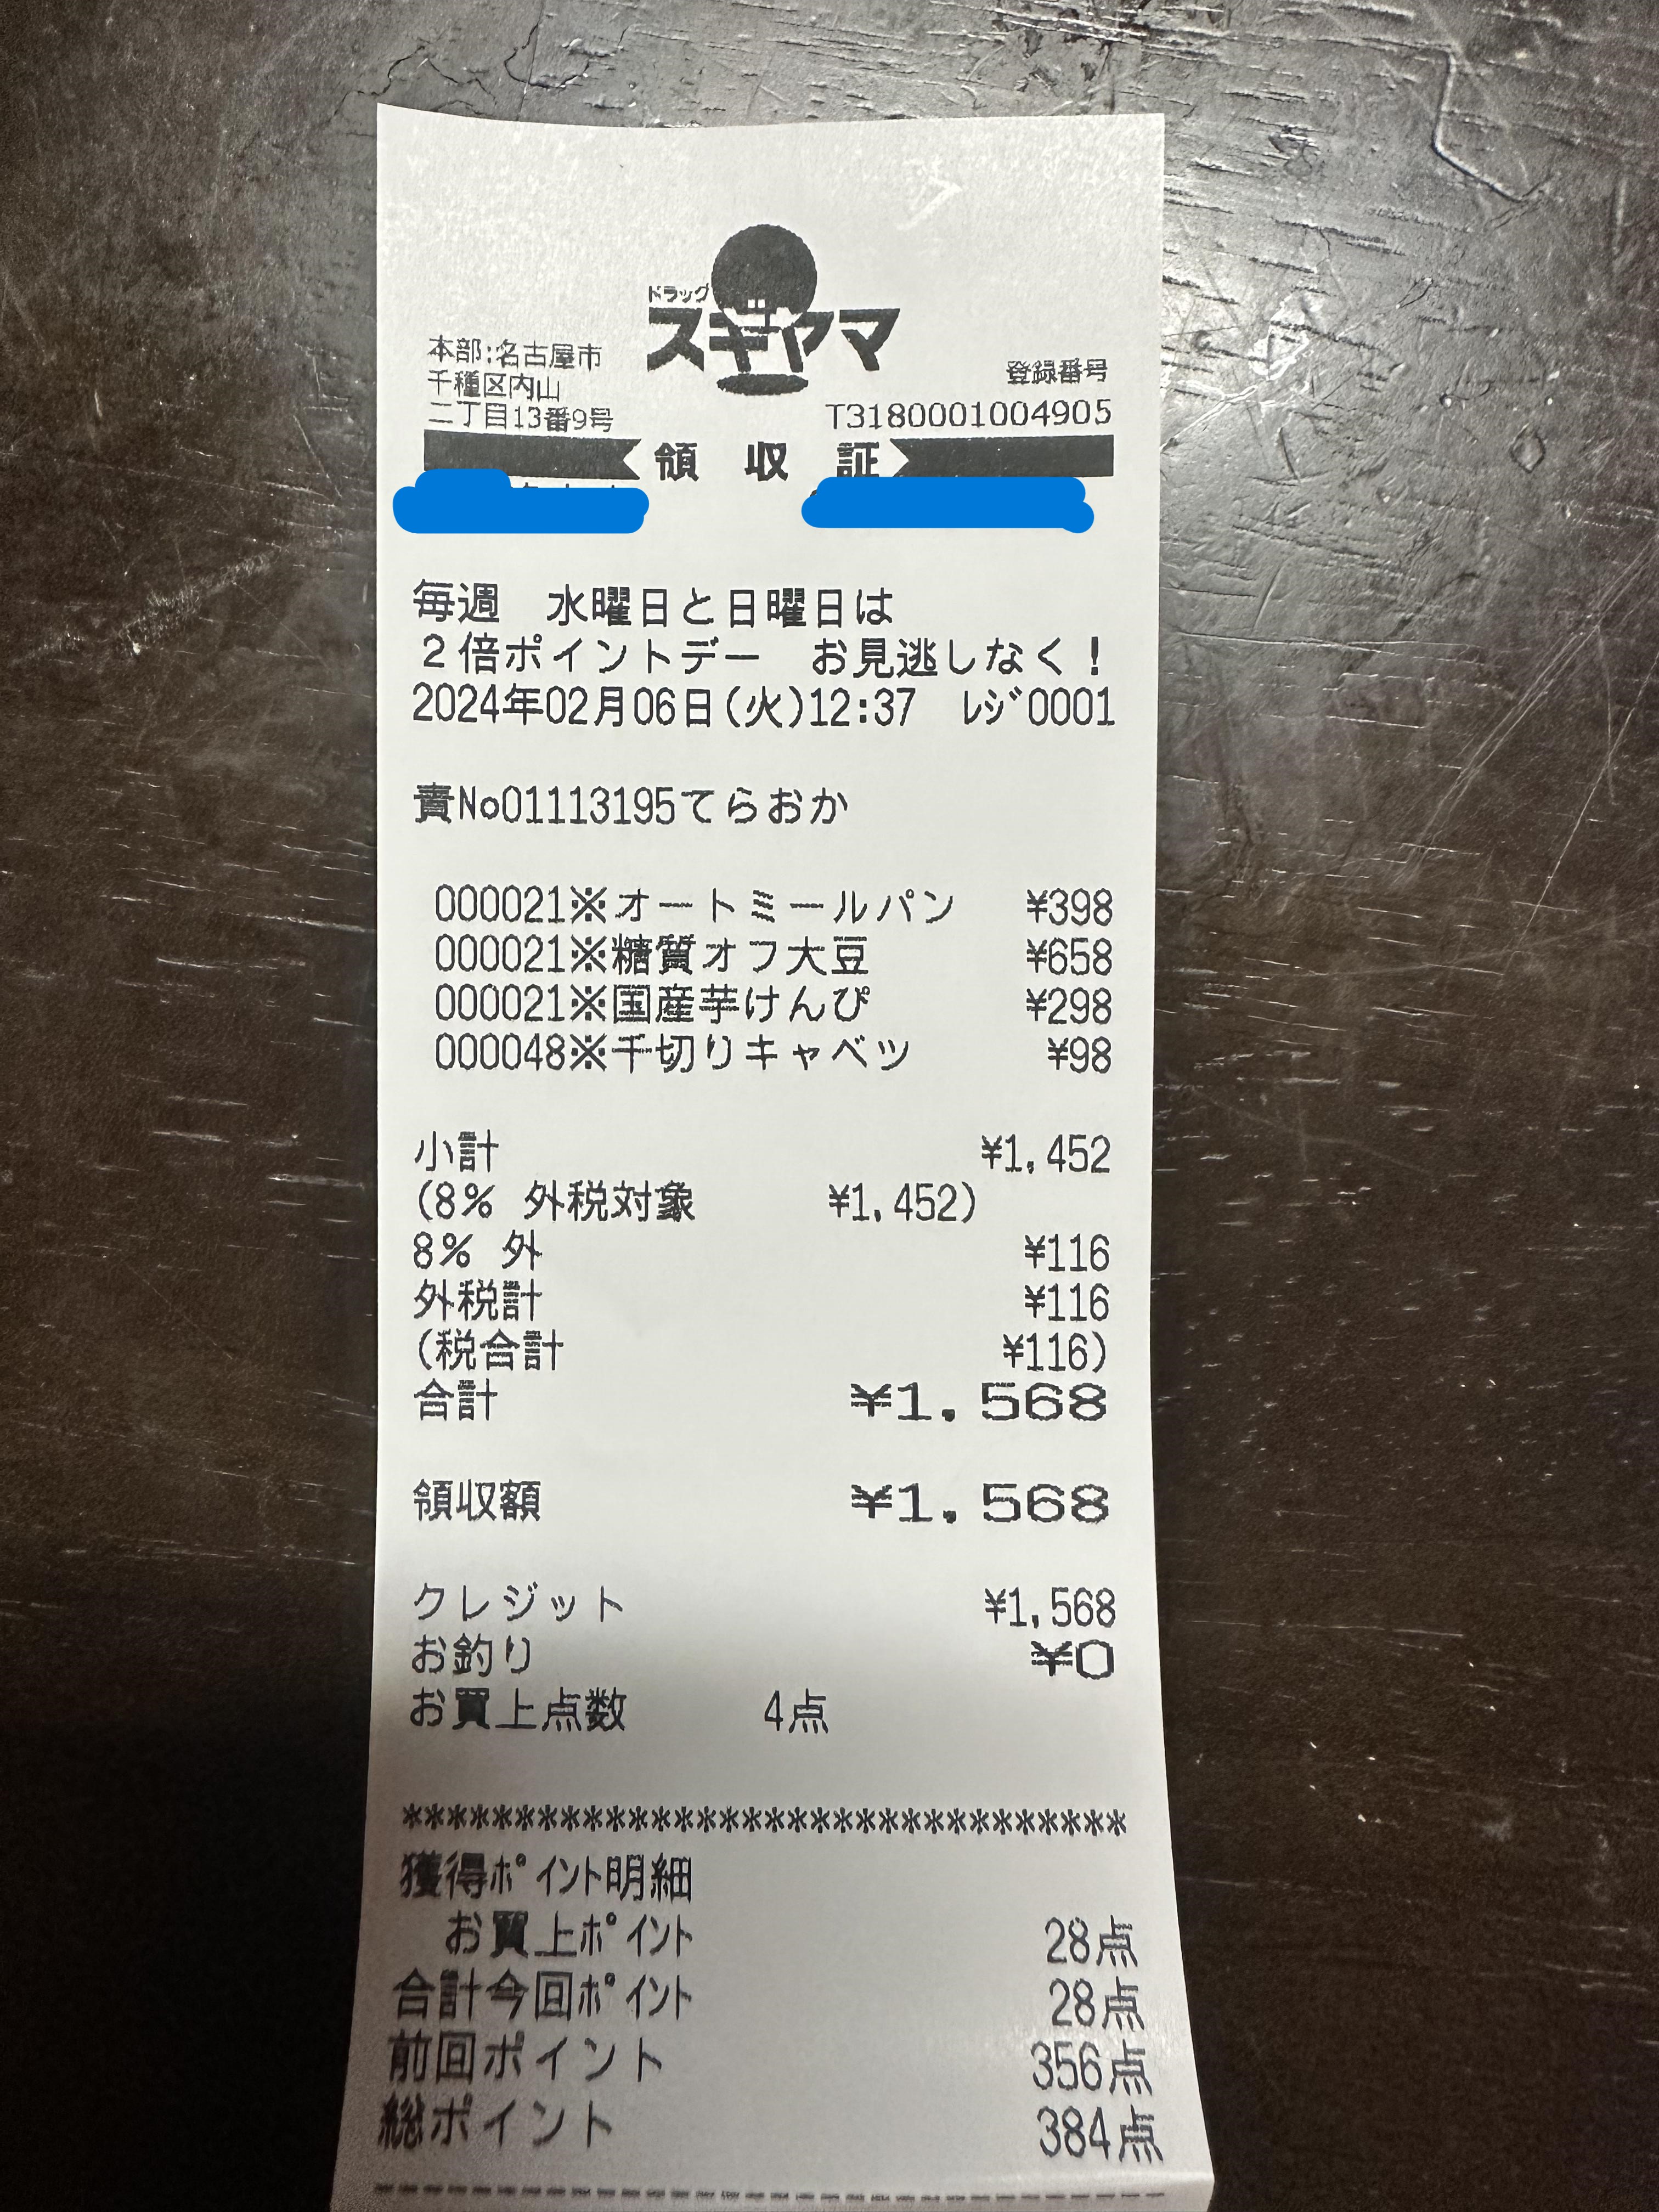 ドラッグ
スギヤマ
本部:名古屋市
千種区内山
二丁目13番9号
登録番号
T3180001004905
領 収 証
毎週 水曜日と日曜日は
2倍ポイントデー お見逃しなく!
2024年02月06日(火)12:37 レジ0001
責No01113195てらおか
000021※オートミールパン ¥398
000021※糖質オフ大豆 ¥658
000021※国産芋けんぴ ¥298
000048※千切りキャベツ ¥98
小計 ¥1,452
(8% 外税対象 ¥1,452)
8% 外 ¥116
外税計 ¥116
(税合計 ¥116)
合計 ¥1,568
領収額 ¥1,568
クレジット ¥1,568
お釣り ¥0
お買上点数 4点
********************************
獲得ポイント明細
お買上ポイント 28点
合計今回ポイント 28点
前回ポイント 356点
総ポイント 384点